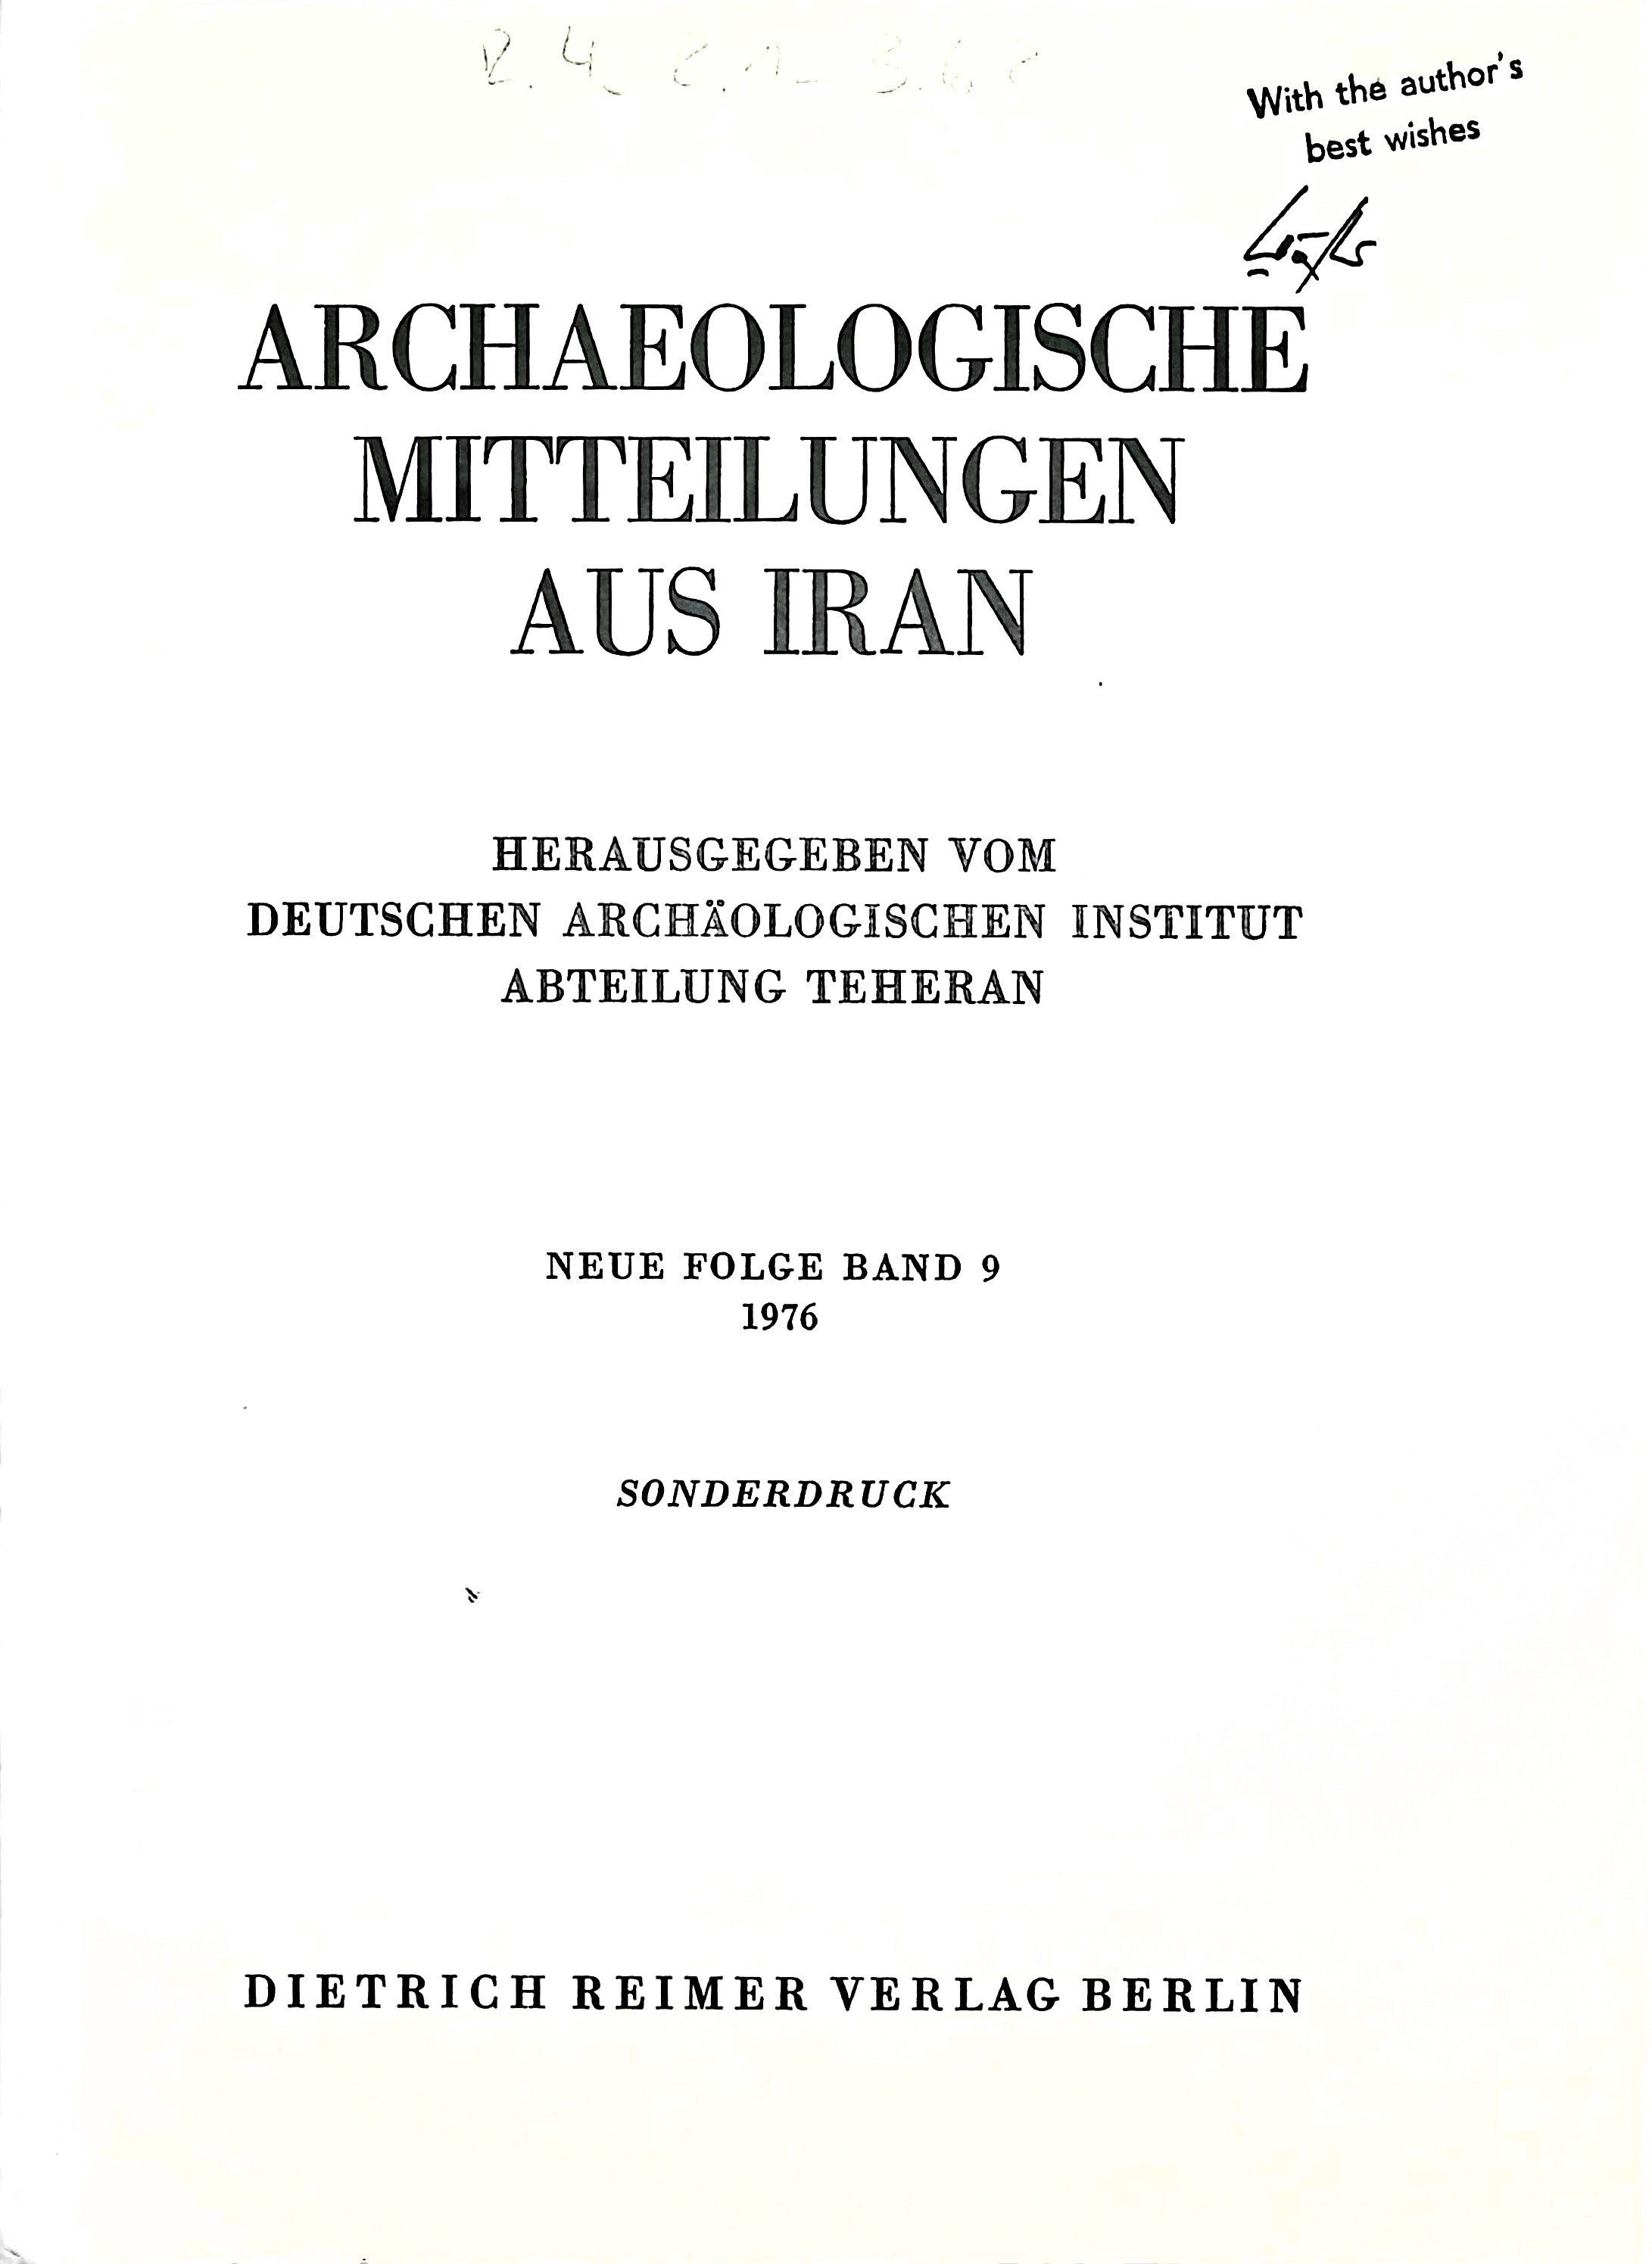 With the author's
best wishes
ARCHAEOLOGISCHE
MITTEILUNGEN
AUS IRAN
HERAUSGEGEBEN VOM
DEUTSCHEN ARCHÄOLOGISCHEN INSTITUT
ABTEILUNG TEHERAN
NEUE FOLGE BAND 9
1976
SONDERDRUCK
DIETRICH REIMER VERLAG BERLIN